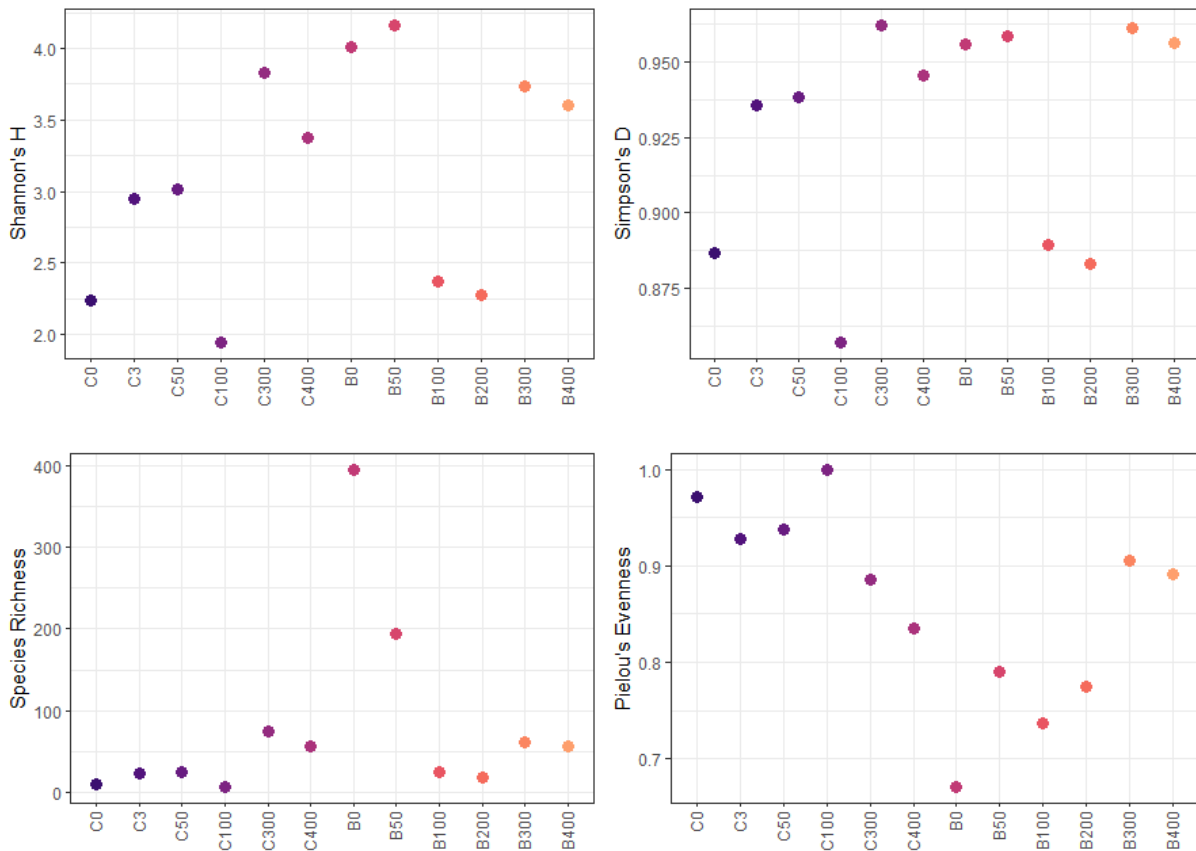 Shannon's H
4.0
3.5
3.0
2.5
2.0
C0 C3 C50 C100 C300 C400 B0 B50 B100 B200 B300 B400
Simpson's D
0.950
0.925
0.900
0.875
C0 C3 C50 C100 C300 C400 B0 B50 B100 B200 B300 B400
Species Richness
400
300
200
100
0
C0 C3 C50 C100 C300 C400 B0 B50 B100 B200 B300 B400
Pielou's Evenness
1.0
0.9
0.8
0.7
C0 C3 C50 C100 C300 C400 B0 B50 B100 B200 B300 B400